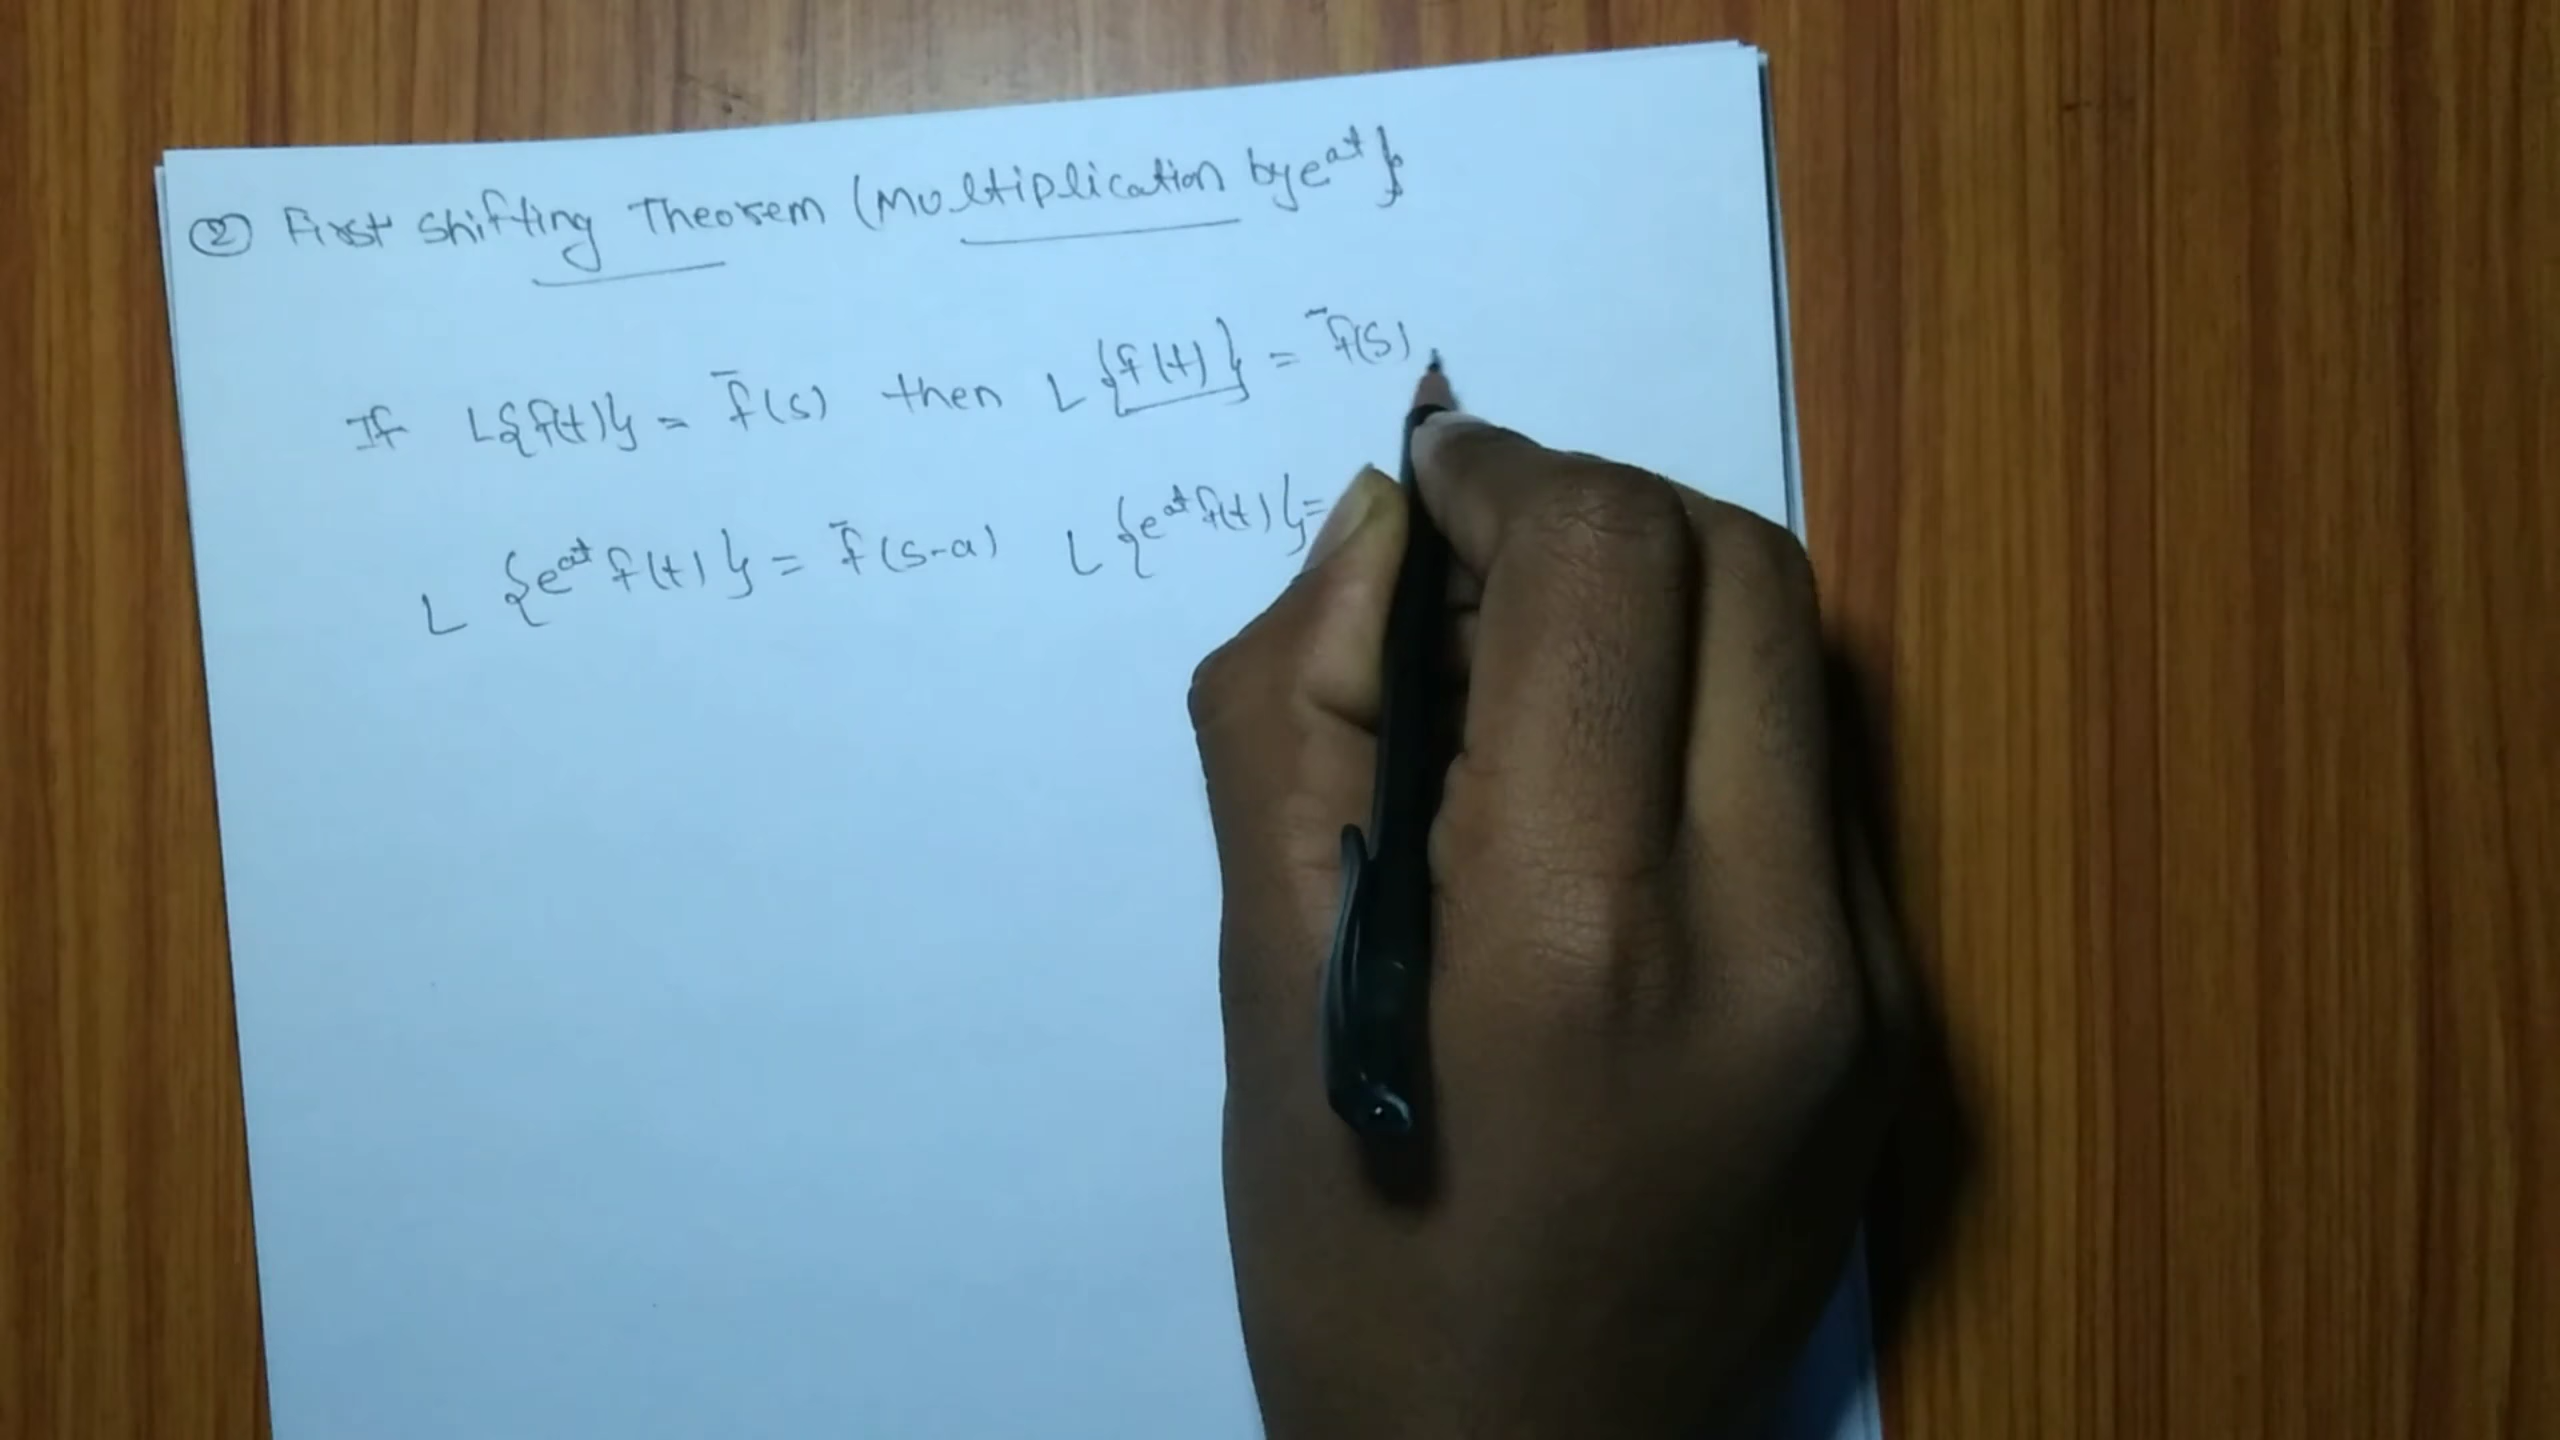 ② First Shifting Theorem (Multiplication by e^{at}}
If L{f(t)} = f̄(s) then L{f(t)} = f̄(s)
L {e^{at} f(t)} = f̄(s-a) L {e^{at} f(t)} =